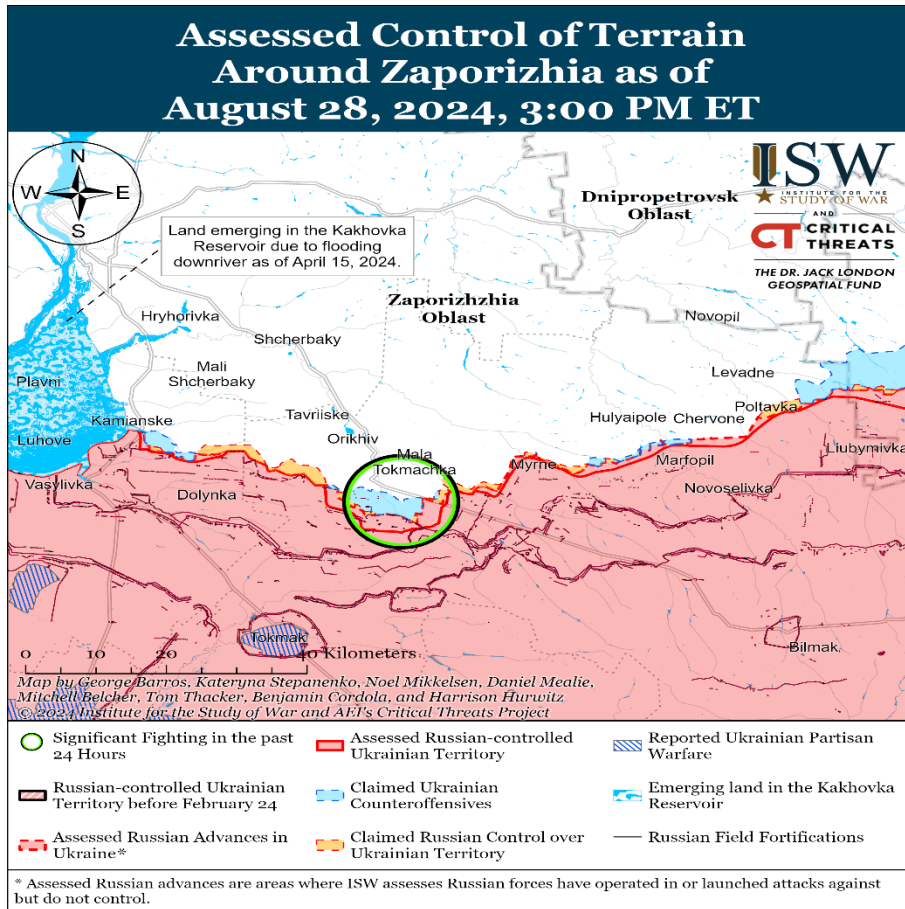 Assessed Control of Terrain
Around Zaporizhia as of
August 28, 2024, 3:00 PM ET
N
W
E
S
ISW
INSTITUTE FOR THE
STUDY OF WAR
AND
CT CRITICAL
THREATS
THE DR. JACK LONDON
GEOSPATIAL FUND
Dnipropetrovsk
Oblast
Land emerging in the Kakhovka
Reservoir due to flooding
downriver as of April 15, 2024.
Zaporizhzhia
Oblast
Hryhorivka
Novopil
Shcherbaky
Mali
Shcherbaky
Levadne
Plavni
Tavriiske
Poltavka
Hulyaipole
Chervone
Kamianske
Orikhiv
Luhove
Mala
Tokmachka
Myrne
Marfopil
Liubymivka
Vasylivka
Dolynka
Novoselivka
Tokmak
Bilmak
0
40 Kilometers
Map by George Barros, Kateryna Stepanenko, Noel Mikkelsen, Daniel Mealie,
Mitchell Belcher, Tom Thacker, Benjamin Cordola, and Harrison Hurwitz
© 2024 Institute for the Study of War and AEI's Critical Threats Project
Significant Fighting in the past
24 Hours
Assessed Russian-controlled
Ukrainian Territory
Reported Ukrainian Partisan
Warfare
Russian-controlled Ukrainian
Territory before February 24
Claimed Ukrainian
Counteroffensives
Emerging land in the Kakhovka
Reservoir
Assessed Russian Advances in
Ukraine*
Claimed Russian Control over
Ukrainian Territory
Russian Field Fortifications
* Assessed Russian advances are areas where ISW assesses Russian forces have operated in or launched attacks against
but do not control.